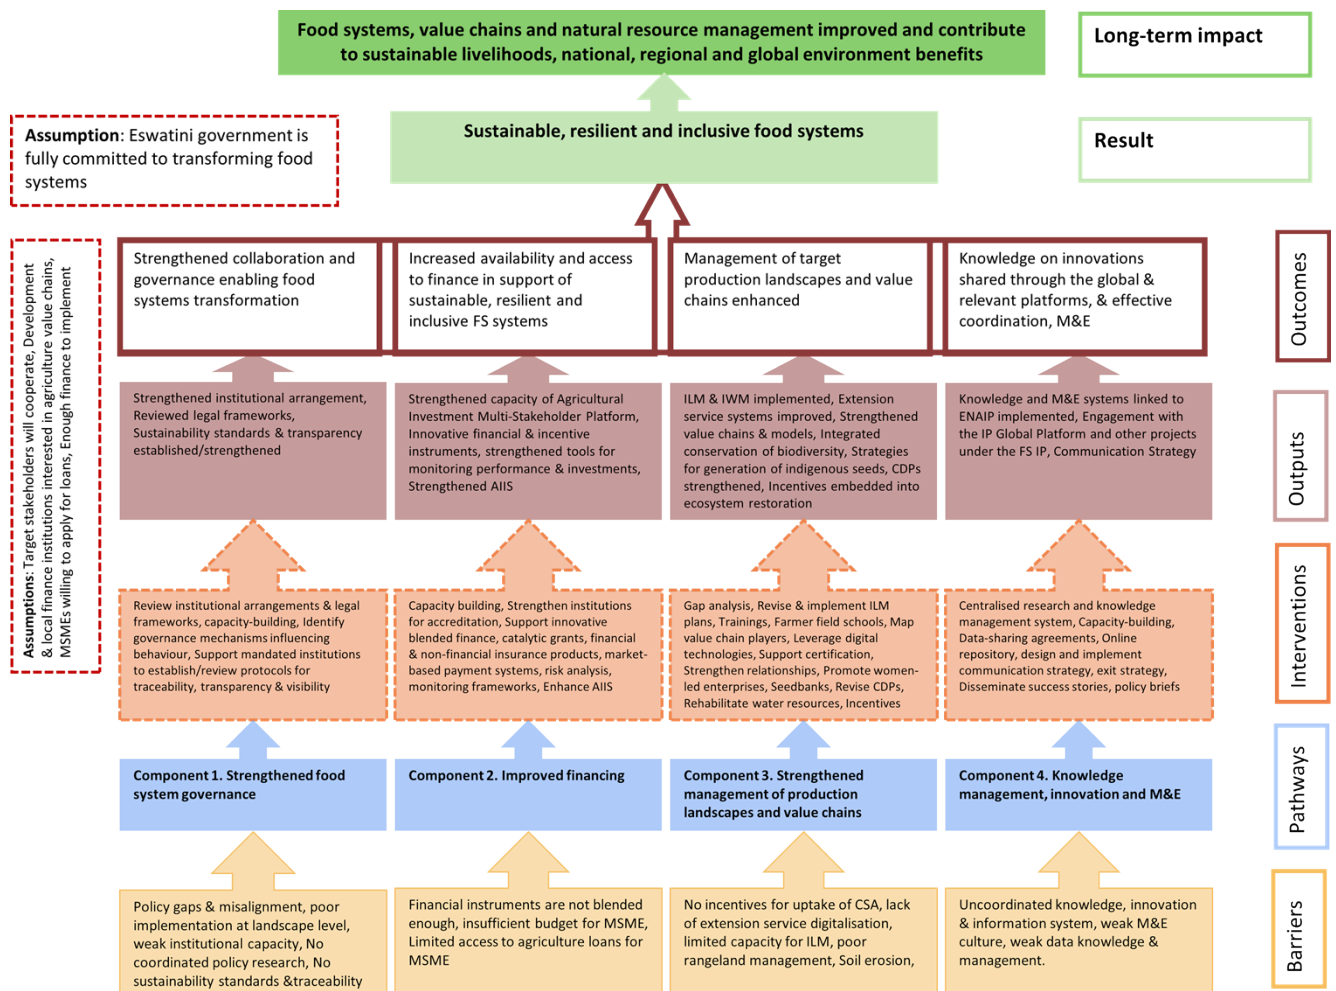 Food systems, value chains and natural resource management improved and contribute
to sustainable livelihoods, national, regional and global environment benefits
Long-term impact
Assumption: Eswatini government is
fully committed to transforming food
systems
Sustainable, resilient and inclusive food systems
Result
Assumptions: Target stakeholders will cooperate, Development
& local finance institutions interested in agriculture value chains,
MSMEs willing to apply for loans, Enough finance to implement
Strengthened collaboration and
governance enabling food
systems transformation
Increased availability and access
to finance in support of
sustainable, resilient and
inclusive FS systems
Management of target
production landscapes and value
chains enhanced
Knowledge on innovations
shared through the global &
relevant platforms, & effective
coordination, M&E
Outcomes
Strengthened institutional arrangement,
Reviewed legal frameworks,
Sustainability standards & transparency
established/strengthened
Strengthened capacity of Agricultural
Investment Multi-Stakeholder Platform,
Innovative financial & incentive
instruments, strengthened tools for
monitoring performance & investments,
Strengthened AIIS
ILM & IWM implemented, Extension
service systems improved, Strengthened
value chains & models, Integrated
conservation of biodiversity, Strategies
for generation of indigenous seeds, CDPs
strengthened, Incentives embedded into
ecosystem restoration
Knowledge and M&E systems linked to
ENAIP implemented, Engagement with
the IP Global Platform and other projects
under the FS IP, Communication Strategy
Outputs
Review institutional arrangements & legal
frameworks, capacity-building, Identify
governance mechanisms influencing
behaviour, Support mandated institutions
to establish/review protocols for
traceability, transparency & visibility
Capacity building, Strengthen institutions
for accreditation, Support innovative
blended finance, catalytic grants, financial
& non-financial insurance products, market-
based payment systems, risk analysis,
monitoring frameworks, Enhance AIIS
Gap analysis, Revise & implement ILM
plans, Trainings, Farmer field schools, Map
value chain players, Leverage digital
technologies, Support certification,
Strengthen relationships, Promote women-
led enterprises, Seedbanks, Revise CDPs,
Rehabilitate water resources, Incentives
Centralised research and knowledge
management system, Capacity-building,
Data-sharing agreements, Online
repository, design and implement
communication strategy, exit strategy,
Disseminate success stories, policy briefs
Interventions
Component 1. Strengthened food
system governance
Component 2. Improved financing
Component 3. Strengthened
management of production
landscapes and value chains
Component 4. Knowledge
management, innovation and M&E
Pathways
Policy gaps & misalignment, poor
implementation at landscape level,
weak institutional capacity, No
coordinated policy research, No
sustainability standards &traceability
Financial instruments are not blended
enough, insufficient budget for MSME,
Limited access to agriculture loans for
MSME
No incentives for uptake of CSA, lack
of extension service digitalisation,
limited capacity for ILM, poor
rangeland management, Soil erosion,
Uncoordinated knowledge, innovation
& information system, weak M&E
culture, weak data knowledge &
management.
Barriers